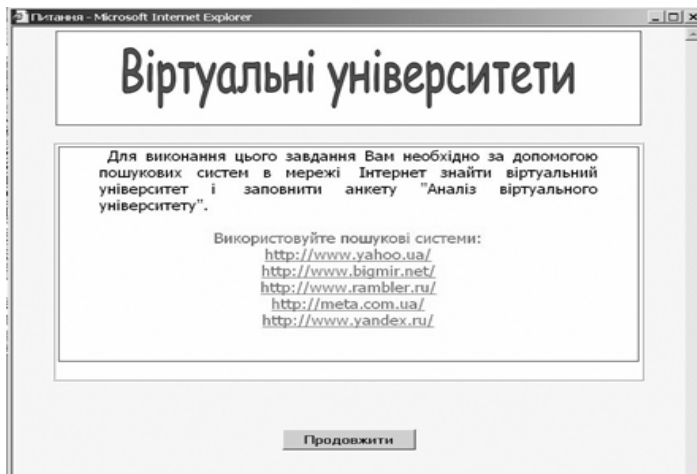 Питання - Microsoft Internet Explorer
Віртуальні університети
Для виконання цього завдання Вам необхідно за допомогою
пошукових систем в мережі Інтернет знайти віртуальний
університет і заповнити анкету "Аналіз віртуального
університету".
Використовуйте пошукові системи:
http://www.yahoo.ua/
http://www.bigmir.net/
http://www.rambler.ru/
http://meta.com.ua/
http://www.yandex.ru/
Продовжити